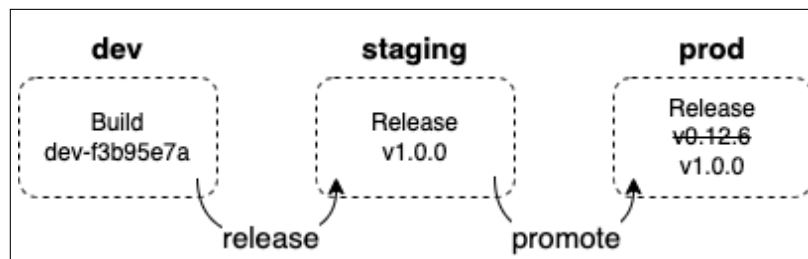 dev
staging
prod
Build
dev-f3b95e7a
Release
v1.0.0
Release
v0.12.6
v1.0.0
release
promote